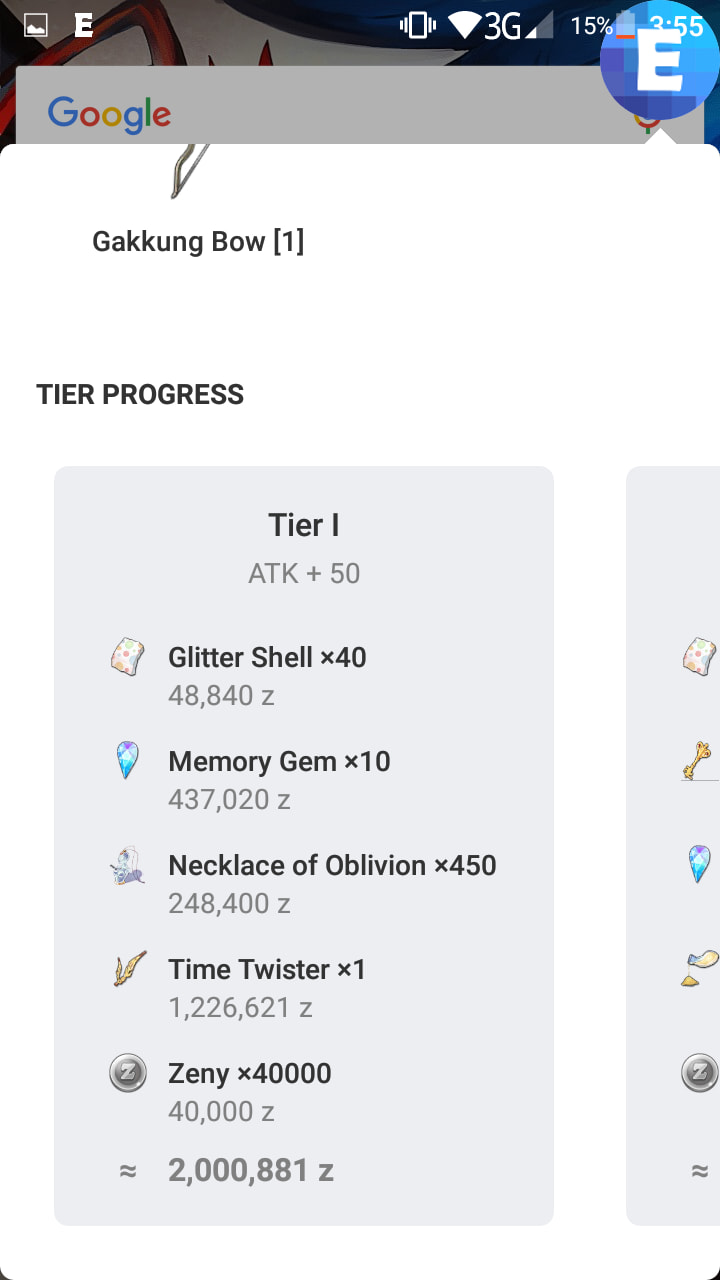 E
3G
15%
3:55
E
Google
Gakkung Bow [1]
TIER PROGRESS
Tier I
ATK + 50
Glitter Shell ×40
48,840 z
Memory Gem ×10
437,020 z
Necklace of Oblivion ×450
248,400 z
Time Twister ×1
1,226,621 z
Z
Zeny ×40000
40,000 z
Z
≈ 2,000,881 z
≈